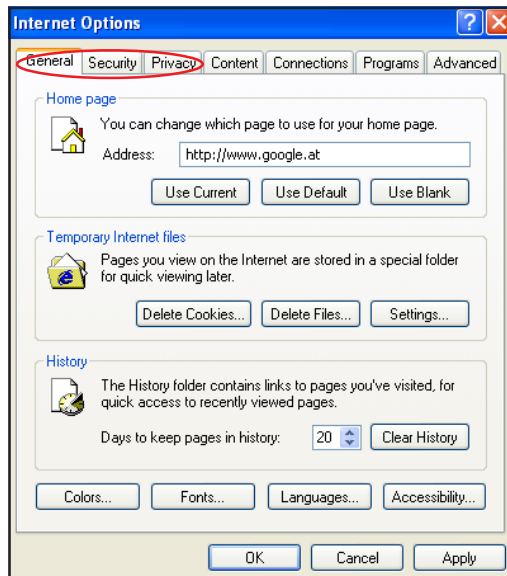 Internet Options
General Security Privacy Content Connections Programs Advanced
Home page
You can change which page to use for your home page.
Address: http://www.google.at
Use Current Use Default Use Blank
Temporary Internet files
Pages you view on the Internet are stored in a special folder
for quick viewing later.
Delete Cookies... Delete Files... Settings...
History
The History folder contains links to pages you've visited, for
quick access to recently viewed pages.
Days to keep pages in history: 20 Clear History
Colors... Fonts... Languages... Accessibility...
OK Cancel Apply